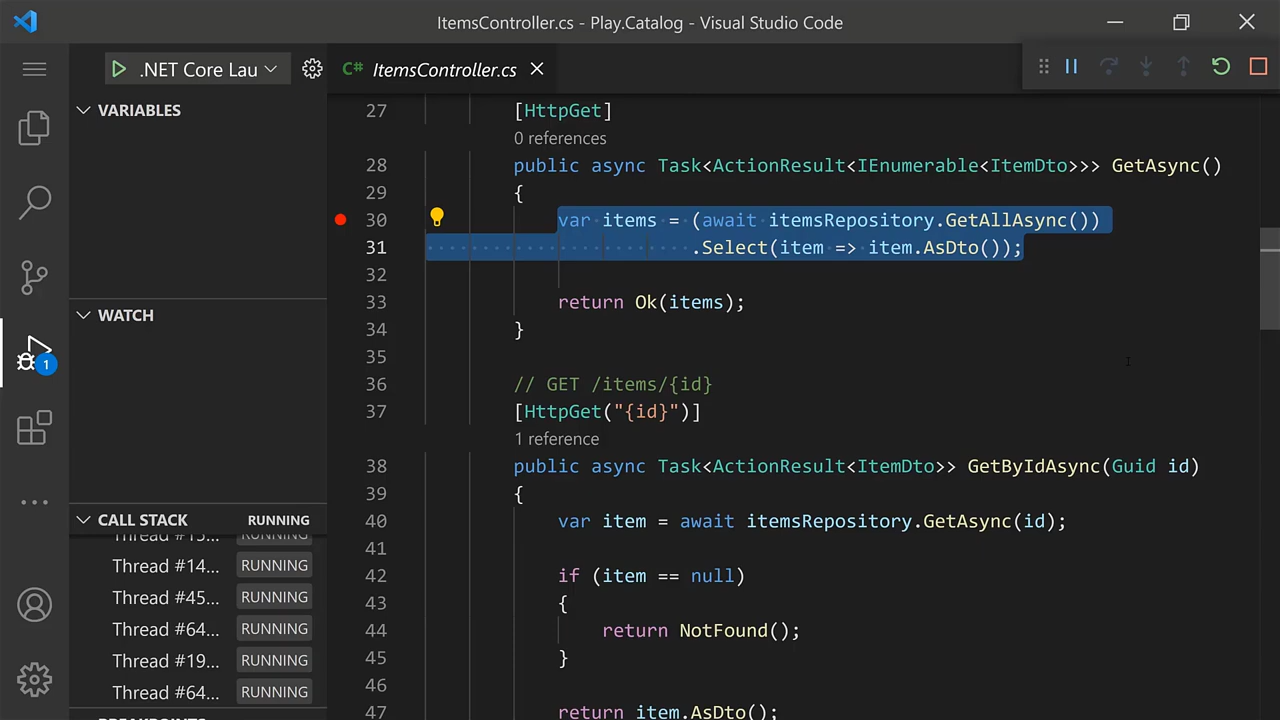 ItemsController.cs - Play.Catalog - Visual Studio Code
.NET Core Lau
C# ItemsController.cs
VARIABLES
WATCH
CALL STACK RUNNING
RUNNING
Thread #14... RUNNING
Thread #45... RUNNING
Thread #64... RUNNING
Thread #19... RUNNING
Thread #64... RUNNING
1
27 [HttpGet]
0 references
28 public async Task<ActionResult<IEnumerable<ItemDto>>> GetAsync()
29 {
30 var items = (await itemsRepository.GetAllAsync())
31 .Select(item => item.AsDto());
32
33 return Ok(items);
34 }
35
36 // GET /items/{id}
37 [HttpGet("{id}")]
1 reference
38 public async Task<ActionResult<ItemDto>> GetByIdAsync(Guid id)
39 {
40 var item = await itemsRepository.GetAsync(id);
41
42 if (item == null)
43 {
44 return NotFound();
45 }
46
47 return item.AsDto();